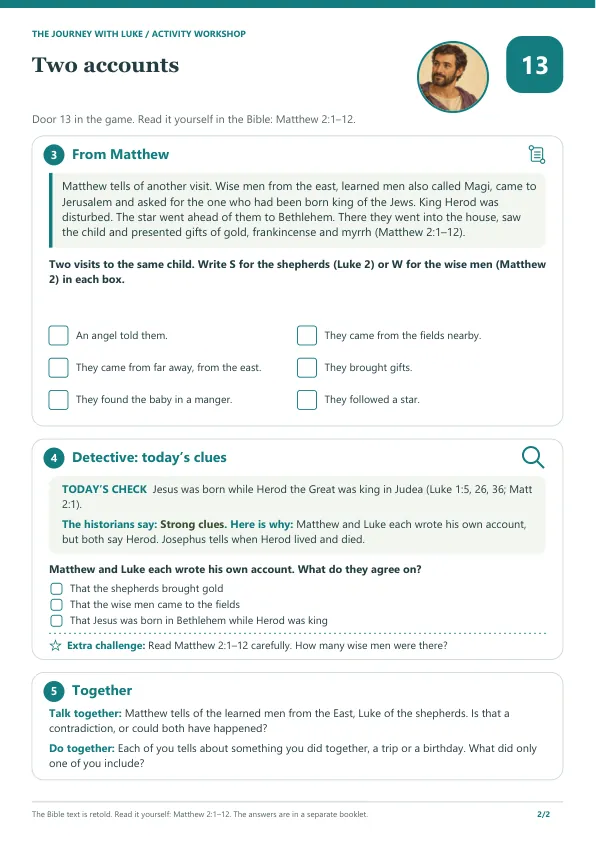 THE JOURNEY WITH LUKE / ACTIVITY WORKSHOP
Two accounts
13
Door 13 in the game. Read it yourself in the Bible: Matthew 2:1–12.
3 From Matthew
Matthew tells of another visit. Wise men from the east, learned men also called Magi, came to
Jerusalem and asked for the one who had been born king of the Jews. King Herod was
disturbed. The star went ahead of them to Bethlehem. There they went into the house, saw
the child and presented gifts of gold, frankincense and myrrh (Matthew 2:1–12).
Two visits to the same child. Write S for the shepherds (Luke 2) or W for the wise men (Matthew
2) in each box.
An angel told them.
They came from the fields nearby.
They came from far away, from the east.
They brought gifts.
They found the baby in a manger.
They followed a star.
4 Detective: today’s clues
TODAY’S CHECK Jesus was born while Herod the Great was king in Judea (Luke 1:5, 26, 36; Matt
2:1).
The historians say: Strong clues. Here is why: Matthew and Luke each wrote his own account,
but both say Herod. Josephus tells when Herod lived and died.
Matthew and Luke each wrote his own account. What do they agree on?
That the shepherds brought gold
That the wise men came to the fields
That Jesus was born in Bethlehem while Herod was king
Extra challenge: Read Matthew 2:1–12 carefully. How many wise men were there?
5 Together
Talk together: Matthew tells of the learned men from the East, Luke of the shepherds. Is that a
contradiction, or could both have happened?
Do together: Each of you tells about something you did together, a trip or a birthday. What did only
one of you include?
The Bible text is retold. Read it yourself: Matthew 2:1–12. The answers are in a separate booklet.
2/2